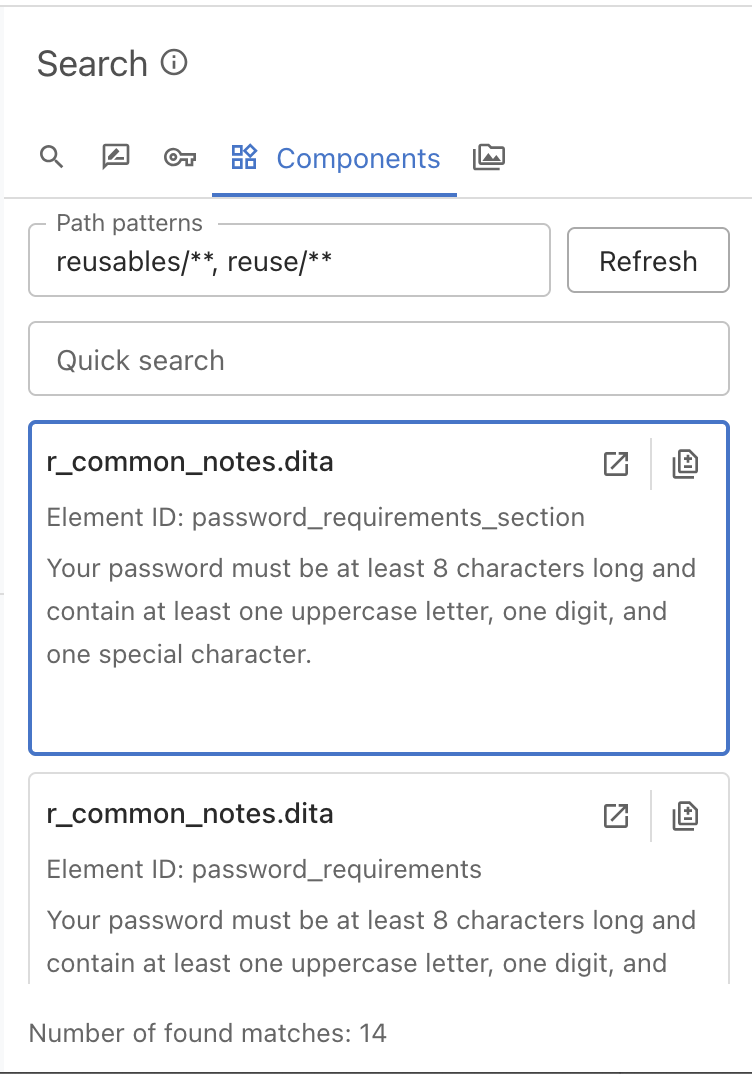 Search
Components
Path patterns
reusables/**, reuse/**
Refresh
Quick search
r_common_notes.dita
Element ID: password_requirements_section
Your password must be at least 8 characters long and
contain at least one uppercase letter, one digit, and
one special character.
r_common_notes.dita
Element ID: password_requirements
Your password must be at least 8 characters long and
contain at least one uppercase letter, one digit, and
Number of found matches: 14